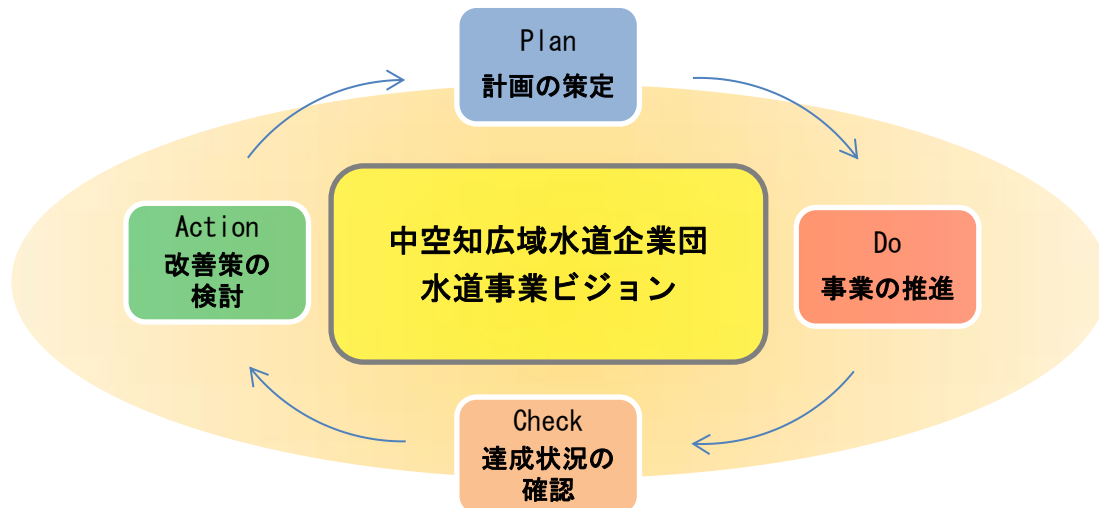 Plan
計画の策定
Action
改善策の
検討
中空知広域水道企業団
水道事業ビジョン
Do
事業の推進
Check
達成状況の
確認